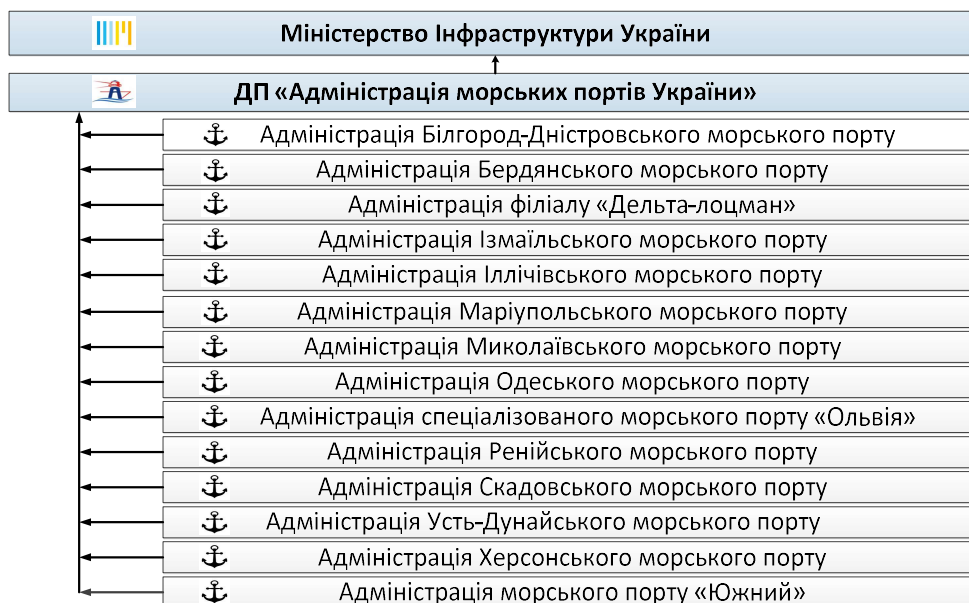 Міністерство Інфраструктури України
ДП «Адміністрація морських портів України»
Адміністрація Білгород-Дністровського морського порту
Адміністрація Бердянського морського порту
Адміністрація філіалу «Дельта-лоцман»
Адміністрація Ізмаїльського морського порту
Адміністрація Іллічівського морського порту
Адміністрація Маріупольського морського порту
Адміністрація Миколаївського морського порту
Адміністрація Одеського морського порту
Адміністрація спеціалізованого морського порту «Ольвія»
Адміністрація Ренійського морського порту
Адміністрація Скадовського морського порту
Адміністрація Усть-Дунайського морського порту
Адміністрація Херсонського морського порту
Адміністрація морського порту «Южний»